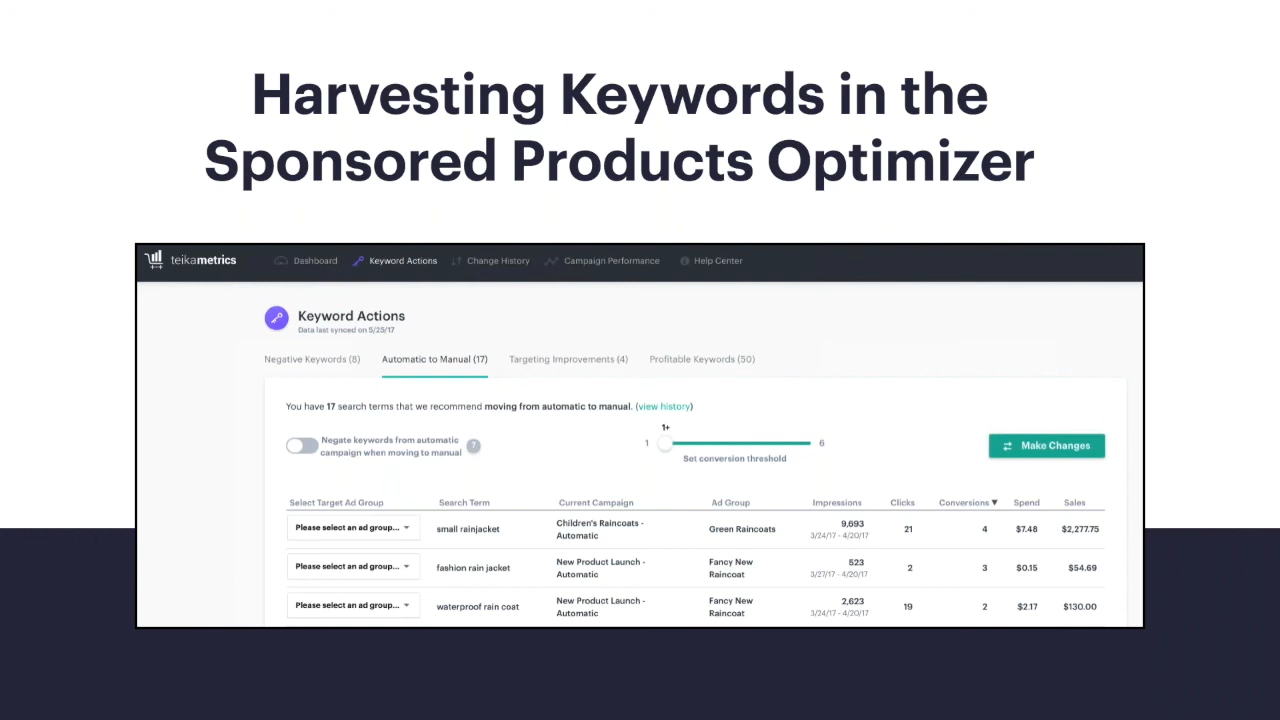 Harvesting Keywords in the
Sponsored Products Optimizer
teikametrics Dashboard Keyword Actions Change History Campaign Performance Help Center
Keyword Actions
Data last synced on 5/25/17
Negative Keywords (8) Automatic to Manual (17) Targeting Improvements (4) Profitable Keywords (50)
You have 17 search terms that we recommend moving from automatic to manual. (view history)
1+
Negate keywords from automatic
campaign when moving to manual ?
1 6
Set conversion threshold
Make Changes
Select Target Ad Group Search Term Current Campaign Ad Group Impressions Clicks Conversions ▼ Spend Sales
Please select an ad group... small rainjacket Children's Raincoats - Automatic Green Raincoats 9,693 3/24/17 - 4/20/17 21 4 $7.48 $2,277.75
Please select an ad group... fashion rain jacket New Product Launch - Automatic Fancy New Raincoat 523 3/27/17 - 4/20/17 2 3 $0.15 $54.69
Please select an ad group... waterproof rain coat New Product Launch - Automatic Fancy New Raincoat 2,623 3/24/17 - 4/20/17 19 2 $2.17 $130.00